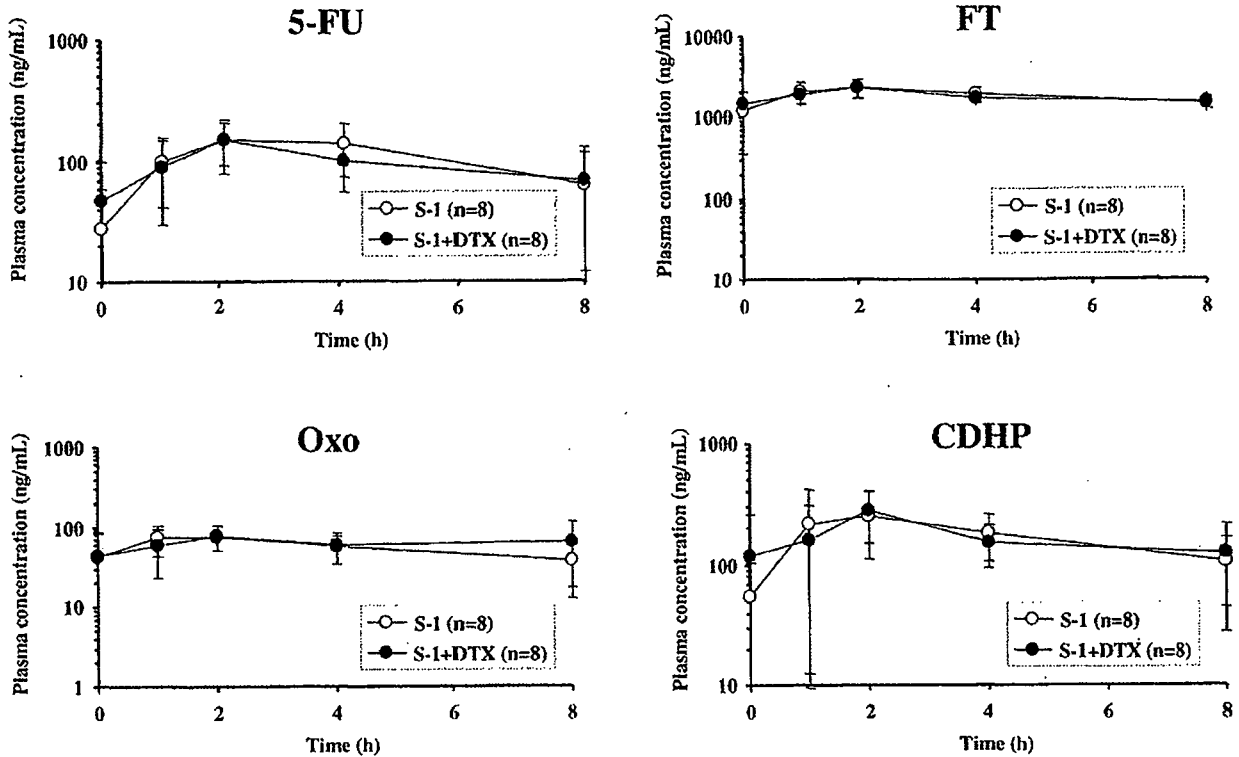 5-FU
Plasma concentration (ng/mL)
1000
100
10
S-1 (n=8)
S-1+DTX (n=8)
0 2 4 6 8
Time (h)
FT
Plasma concentration (ng/mL)
10000
1000
100
10
S-1 (n=8)
S-1+DTX (n=8)
0 2 4 6 8
Time (h)
Oxo
Plasma concentration (ng/mL)
1000
100
10
1
S-1 (n=8)
S-1+DTX (n=8)
0 2 4 6 8
Time (h)
CDHP
Plasma concentration (ng/mL)
1000
100
10
S-1 (n=8)
S-1+DTX (n=8)
0 2 4 6 8
Time (h)